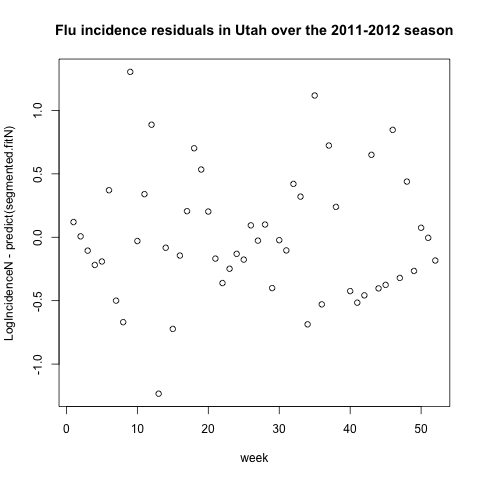 Flu incidence residuals in Utah over the 2011-2012 season
LogIncidenceN - predict(segmented.fitN)
1.0
0.5
0.0
-0.5
-1.0
0 10 20 30 40 50
week